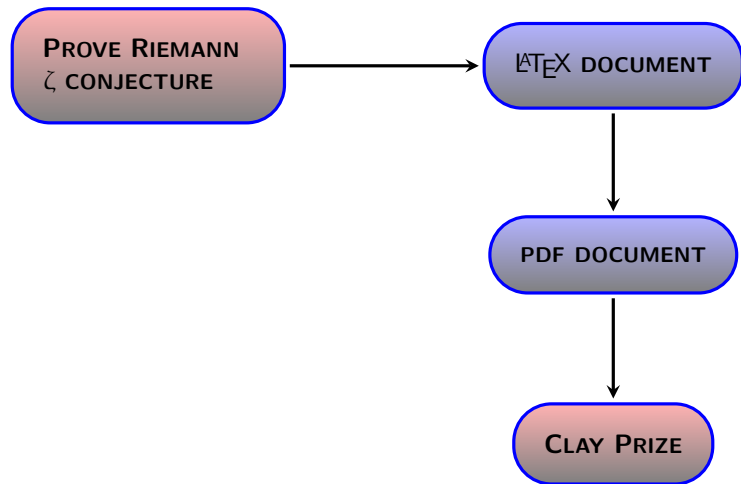 PROVE RIEMANN
ζ CONJECTURE
LATEX DOCUMENT
PDF DOCUMENT
CLAY PRIZE